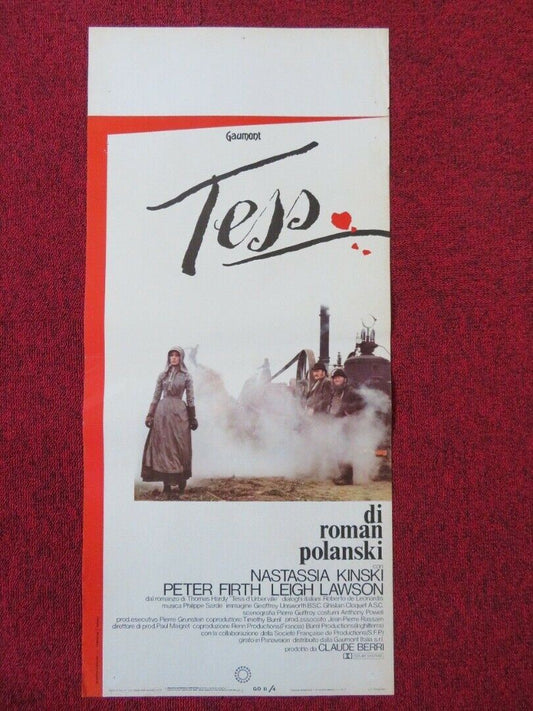 Gaumont
Tess
di
roman
polanski
con
NASTASSIA KINSKI
PETER FIRTH LEIGH LAWSON
dal romanzo di Thomas Hardy "Tess d'Urberville" dialoghi italiani Roberto de Leonardis
musica Philippe Sarde immagine Geoffrey Unsworth B.S.C. Ghislain Cloquet A.S.C.
scenografia Pierre Guffroy costumi Anthony Powell
prod.esecutivo Pierre Grunstein coproduttore Timothy Burrill prod.associato Jean-Pierre Rassam
direttore di prod. Paul Maigret coproduzione Renn Productions (Francia) Burrill Productions (Inghilterra)
con la collaborazione della Société Française de Productions (S.F.P.)
girato in Panavision distribuito dalla Gaumont Italia s.r.l.
prodotto da CLAUDE BERRI
GO 11/4